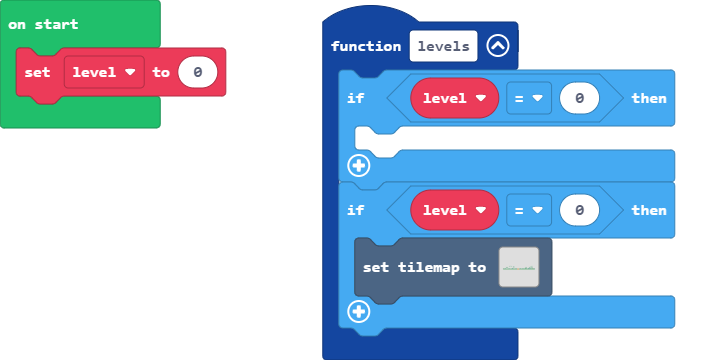 on start
set level to 0
function levels
if level = 0 then
if level = 0 then
set tilemap to